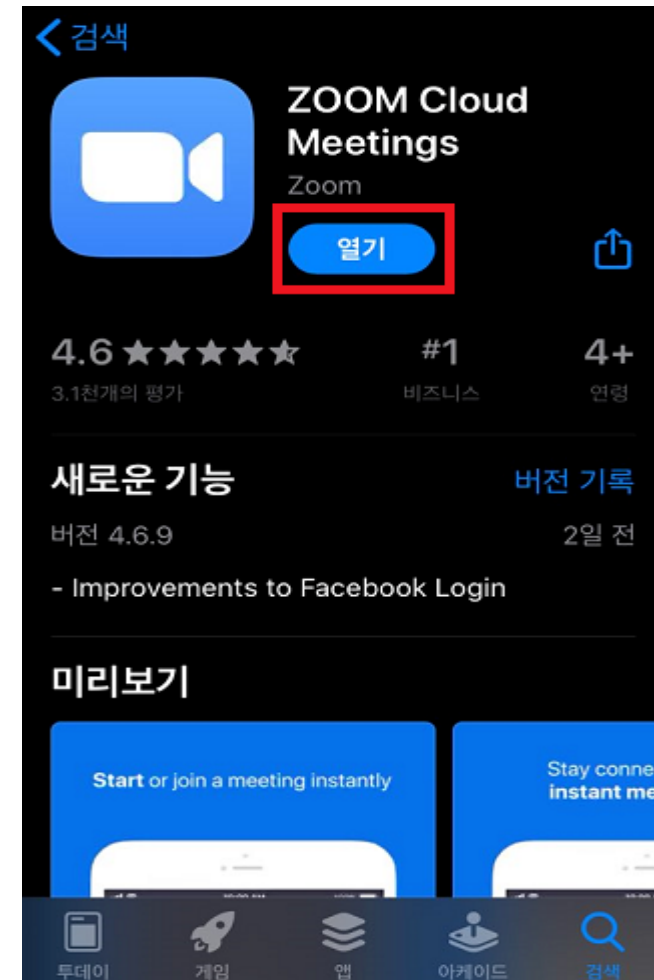 검색
ZOOM Cloud
Meetings
Zoom
열기
4.6 #1 4+
3.1천개의 평가 비즈니스 연령
새로운 기능 버전 기록
버전 4.6.9 2일 전
- Improvements to Facebook Login
미리보기
Start or join a meeting instantly
Stay conne
instant me
투데이 게임 앱 아케이드 검색